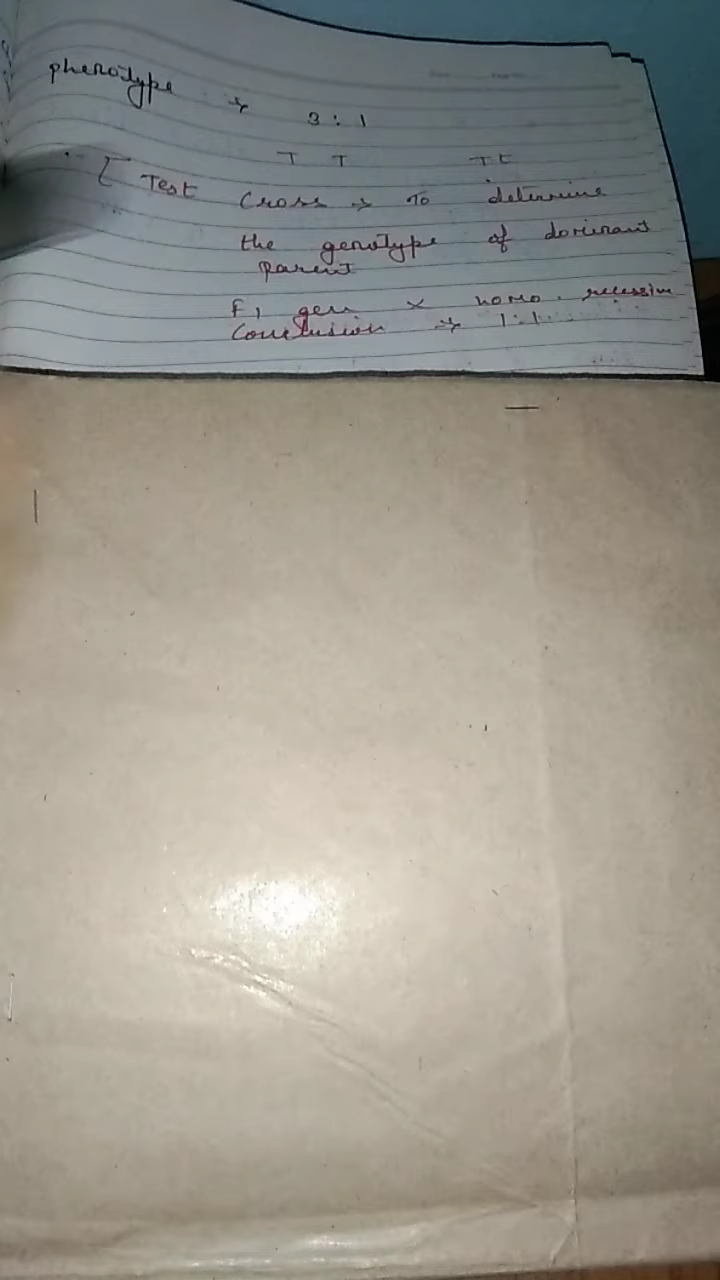 phenotype → 3 : 1
T T Tt
[ Test Cross → To determine
the genotype of dominant
parent
F1 gen × homo. recessive
Conclusion → 1:1